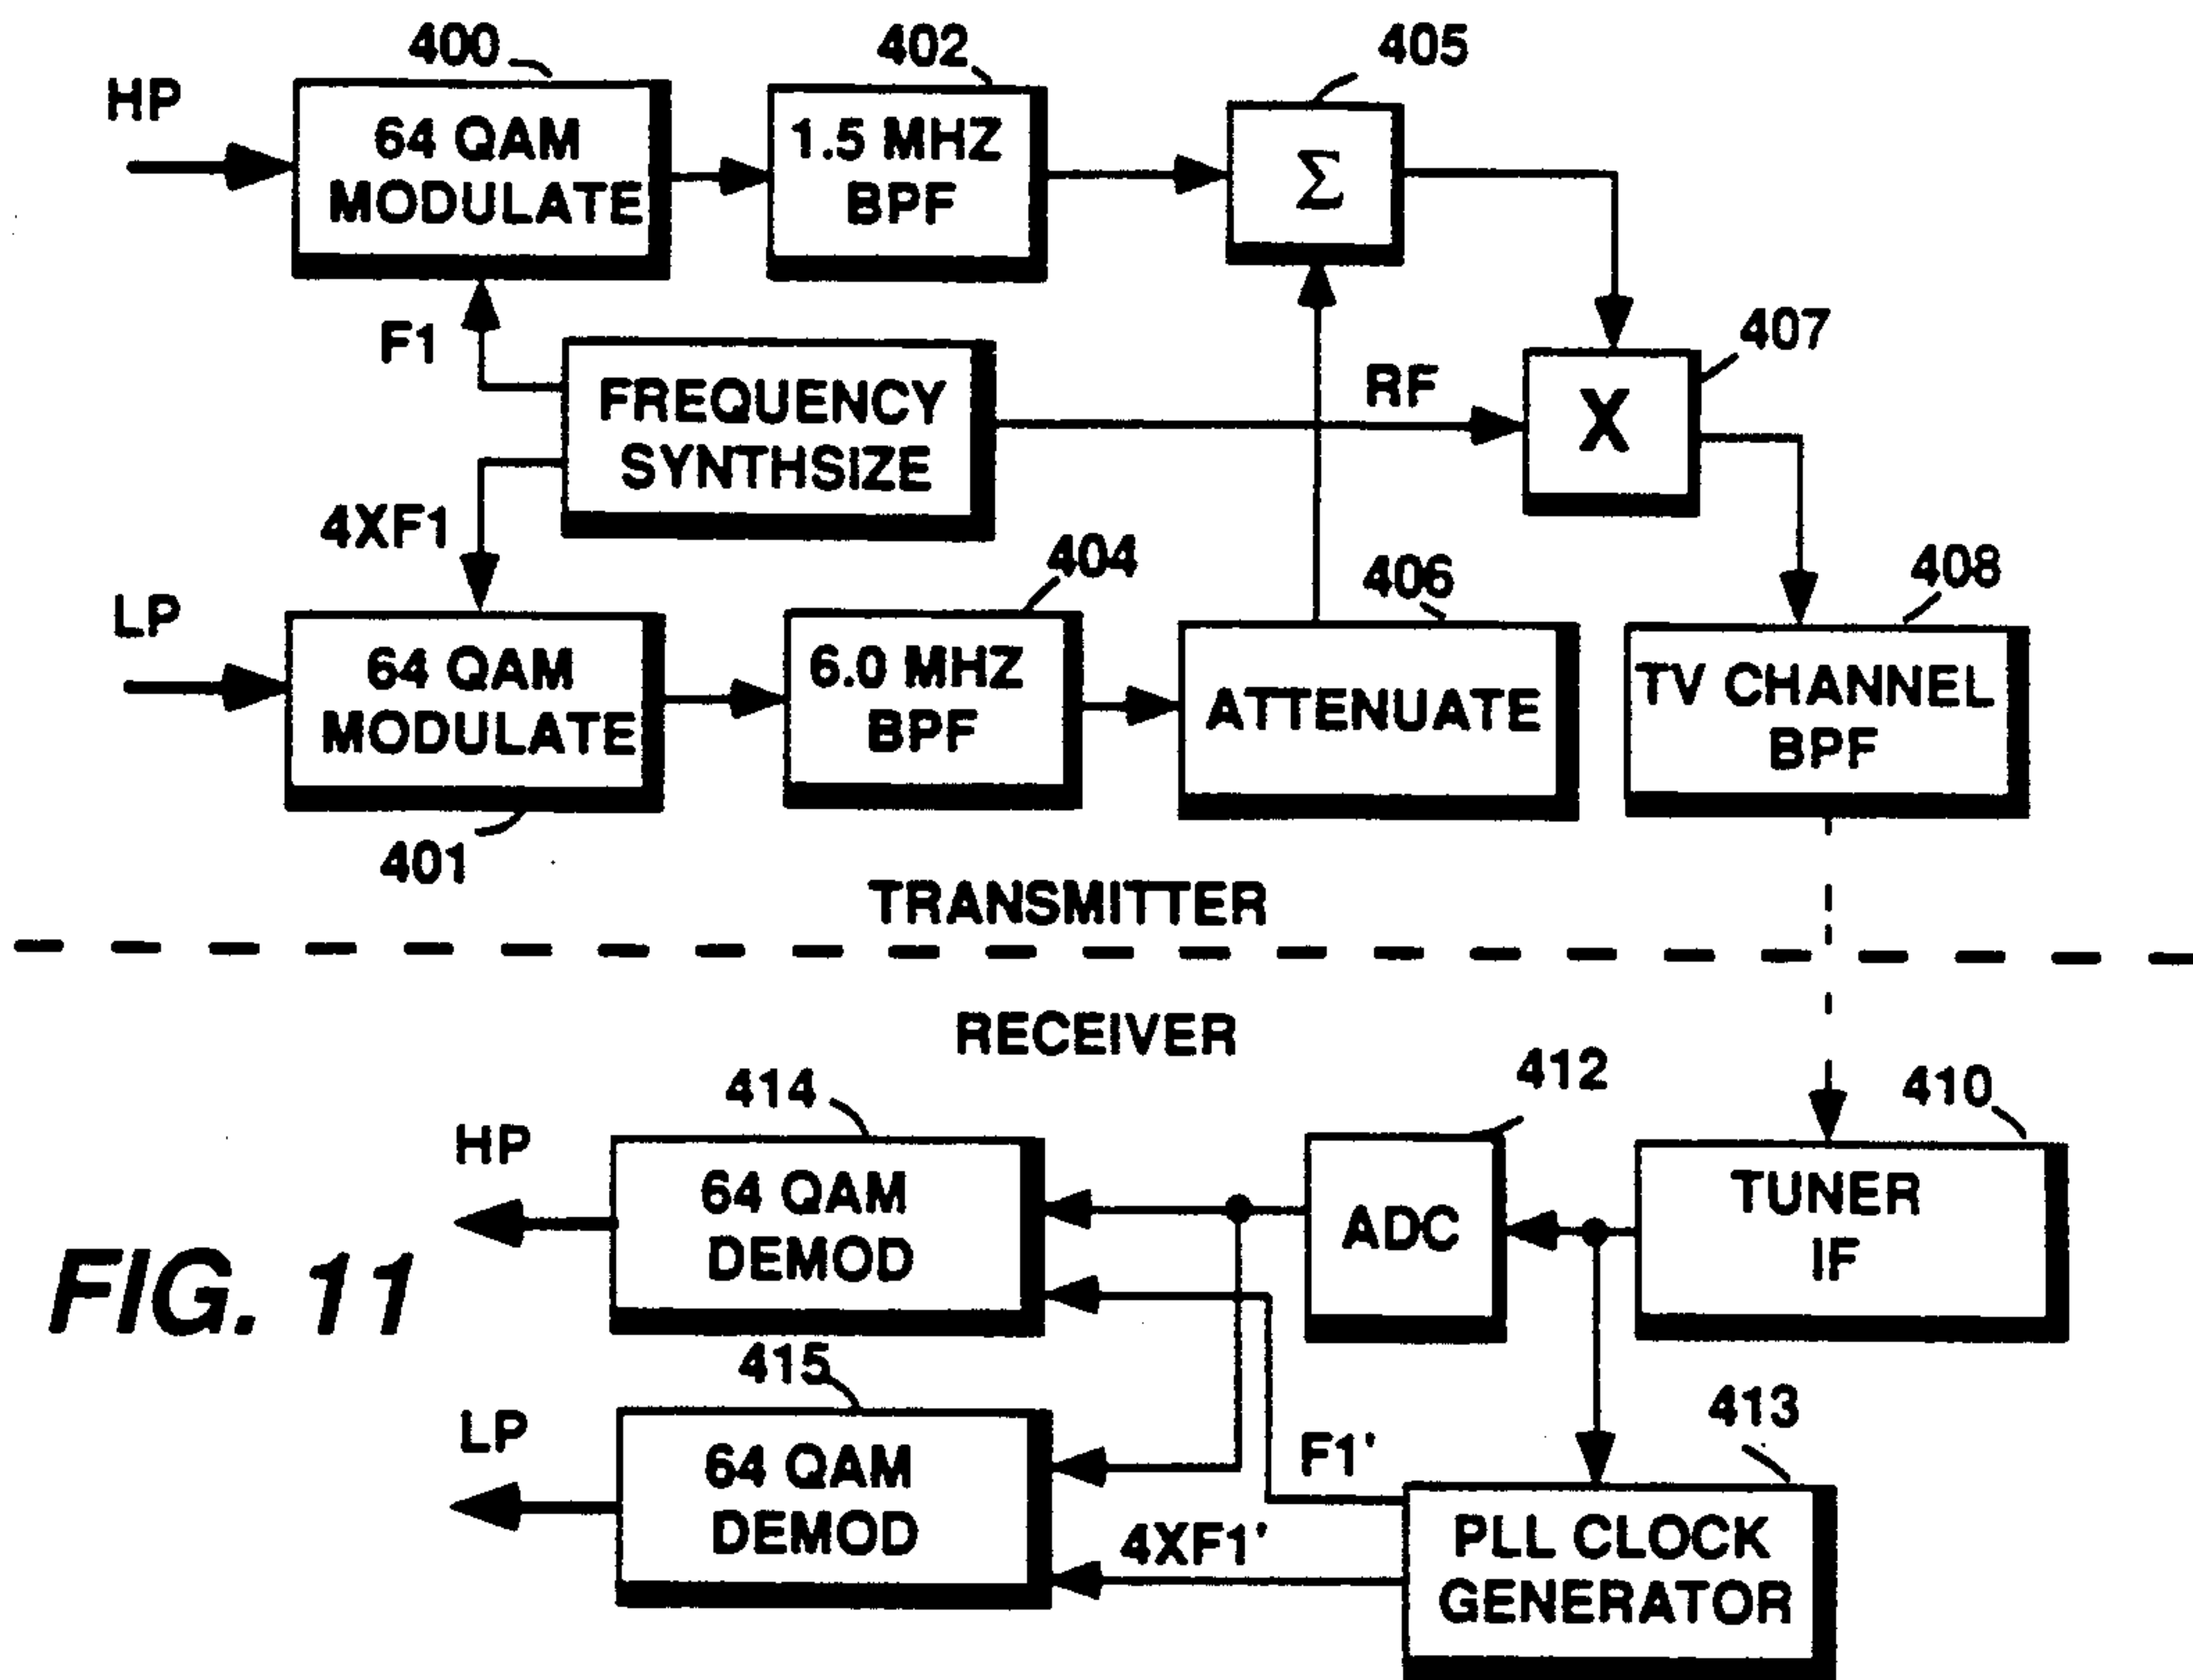 400
402
405
HP
64 QAM
MODULATE
1.5 MHZ
BPF
Σ
F1
FREQUENCY
SYNTHSIZE
RF
407
X
4XF1
404
406
408
LP
64 QAM
MODULATE
6.0 MHZ
BPF
ATTENUATE
TV CHANNEL
BPF
401
TRANSMITTER
RECEIVER
414
412
410
HP
64 QAM
DEMOD
ADC
TUNER
IF
FIG. 11
415
413
LP
64 QAM
DEMOD
F1'
4XF1'
PLL CLOCK
GENERATOR